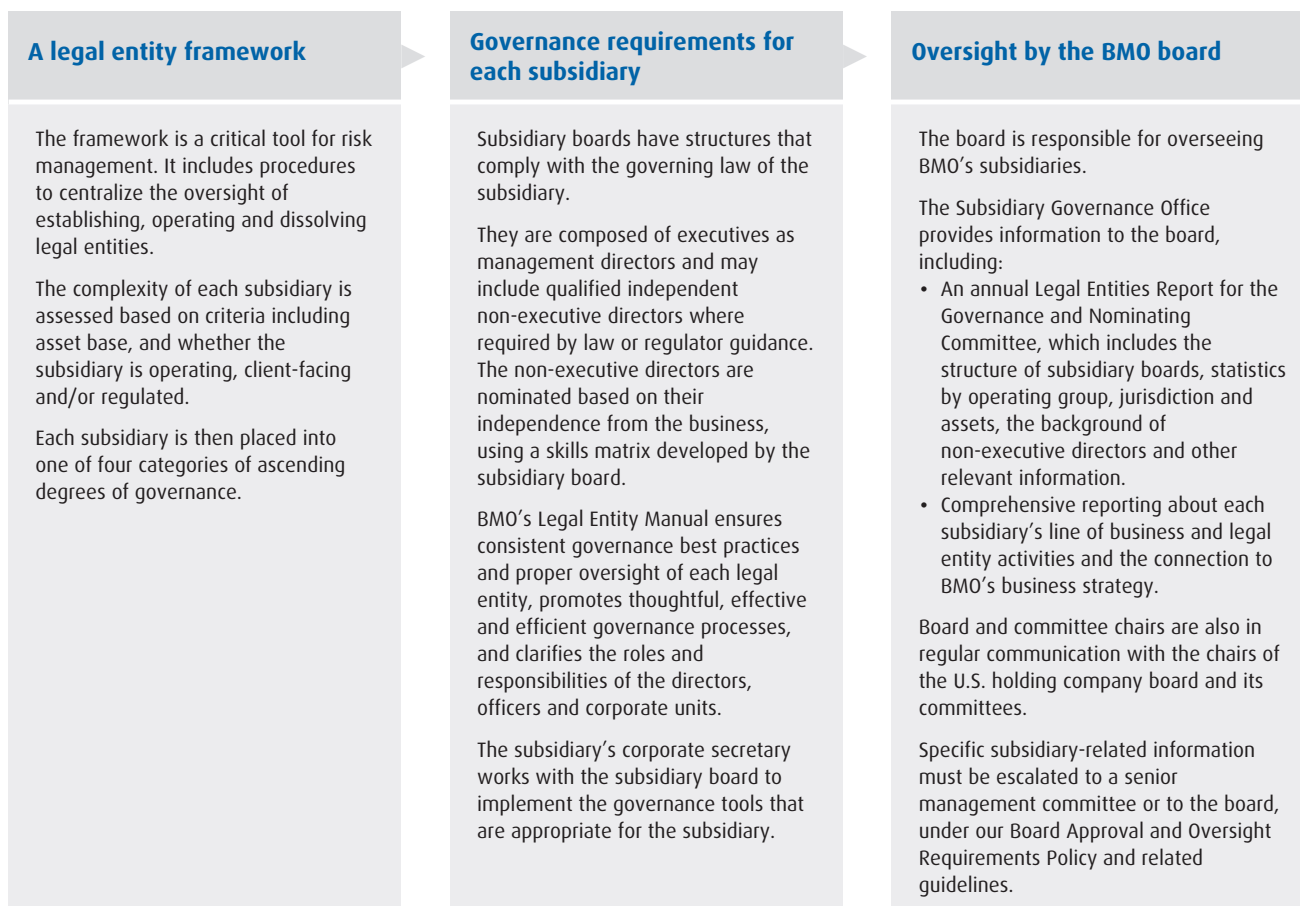 A legal entity framework
The framework is a critical tool for risk
management. It includes procedures
to centralize the oversight of
establishing, operating and dissolving
legal entities.
The complexity of each subsidiary is
assessed based on criteria including
asset base, and whether the
subsidiary is operating, client-facing
and/or regulated.
Each subsidiary is then placed into
one of four categories of ascending
degrees of governance.
Governance requirements for
each subsidiary
Subsidiary boards have structures that
comply with the governing law of the
subsidiary.
They are composed of executives as
management directors and may
include qualified independent
non-executive directors where
required by law or regulator guidance.
The non-executive directors are
nominated based on their
independence from the business,
using a skills matrix developed by the
subsidiary board.
BMO's Legal Entity Manual ensures
consistent governance best practices
and proper oversight of each legal
entity, promotes thoughtful, effective
and efficient governance processes,
and clarifies the roles and
responsibilities of the directors,
officers and corporate units.
The subsidiary's corporate secretary
works with the subsidiary board to
implement the governance tools that
are appropriate for the subsidiary.
Oversight by the BMO board
The board is responsible for overseeing
BMO's subsidiaries.
The Subsidiary Governance Office
provides information to the board,
including:
• An annual Legal Entities Report for the
Governance and Nominating
Committee, which includes the
structure of subsidiary boards, statistics
by operating group, jurisdiction and
assets, the background of
non-executive directors and other
relevant information.
• Comprehensive reporting about each
subsidiary's line of business and legal
entity activities and the connection to
BMO's business strategy.
Board and committee chairs are also in
regular communication with the chairs of
the U.S. holding company board and its
committees.
Specific subsidiary-related information
must be escalated to a senior
management committee or to the board,
under our Board Approval and Oversight
Requirements Policy and related
guidelines.